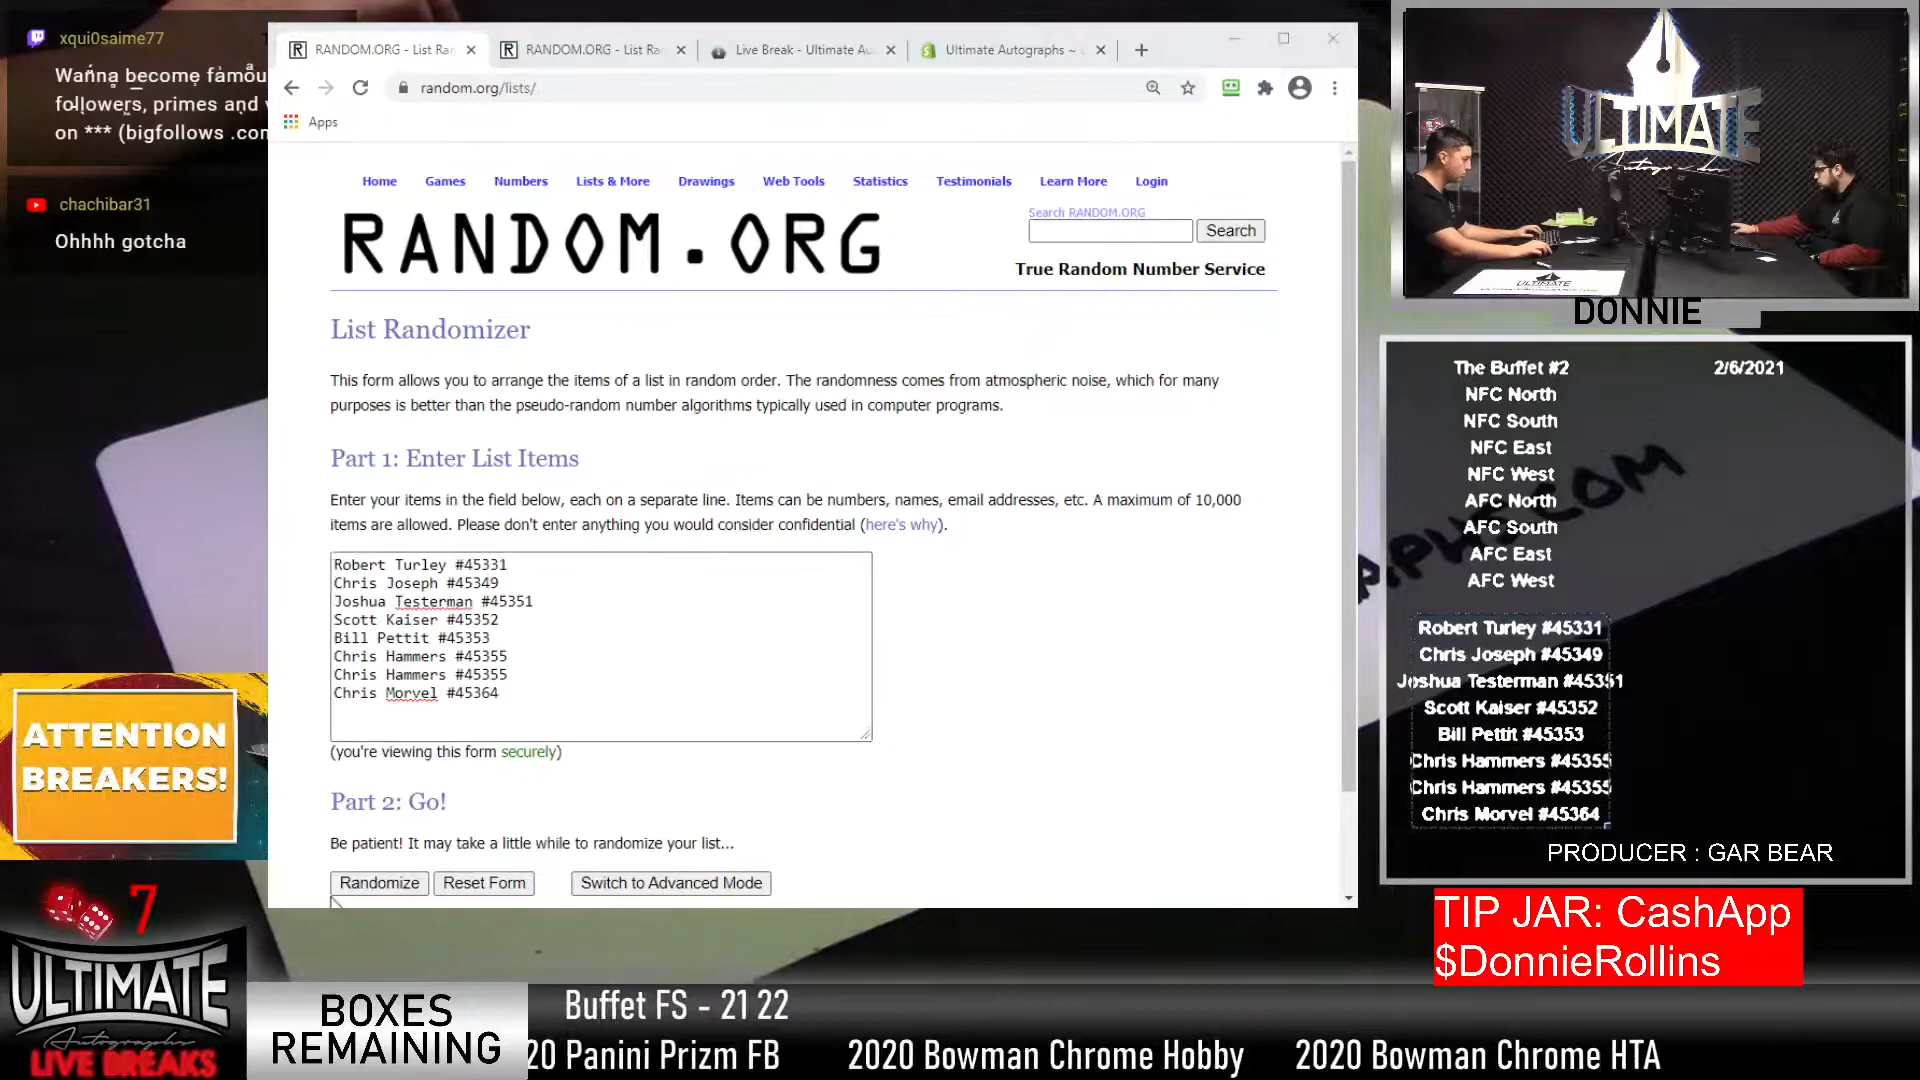 xqui0saime77
Wańna become famou
followers, primes and
on *** (bigfollows .con
chachibar31
Ohhhh gotcha
RANDOM.ORG - List Ra
RANDOM.ORG - List Ra
Live Break - Ultimate Au
Ultimate Autographs ~
random.org/lists/
Apps
Home Games Numbers Lists & More Drawings Web Tools Statistics Testimonials Learn More Login
RANDOM.ORG
Search RANDOM.ORG
Search
True Random Number Service
List Randomizer
This form allows you to arrange the items of a list in random order. The randomness comes from atmospheric noise, which for many
purposes is better than the pseudo-random number algorithms typically used in computer programs.
Part 1: Enter List Items
Enter your items in the field below, each on a separate line. Items can be numbers, names, email addresses, etc. A maximum of 10,000
items are allowed. Please don't enter anything you would consider confidential (here's why).
Robert Turley #45331
Chris Joseph #45349
Joshua Testerman #45351
Scott Kaiser #45352
Bill Pettit #45353
Chris Hammers #45355
Chris Hammers #45355
Chris Morvel #45364
(you're viewing this form securely)
Part 2: Go!
Be patient! It may take a little while to randomize your list...
Randomize Reset Form Switch to Advanced Mode
ULTIMATE
Autographs
ULTIMATE
DONNIE
The Buffet #2 2/6/2021
NFC North
NFC South
NFC East
NFC West
AFC North
AFC South
AFC East
AFC West
Robert Turley #45331
Chris Joseph #45349
Joshua Testerman #45351
Scott Kaiser #45352
Bill Pettit #45353
Chris Hammers #45355
Chris Hammers #45355
Chris Morvel #45364
PRODUCER : GAR BEAR
TIP JAR: CashApp
$DonnieRollins
ATTENTION
BREAKERS!
7
ULTIMATE
Autographs
LIVE BREAKS
BOXES
REMAINING
Buffet FS - 21 22
20 Panini Prizm FB 2020 Bowman Chrome Hobby 2020 Bowman Chrome HTA